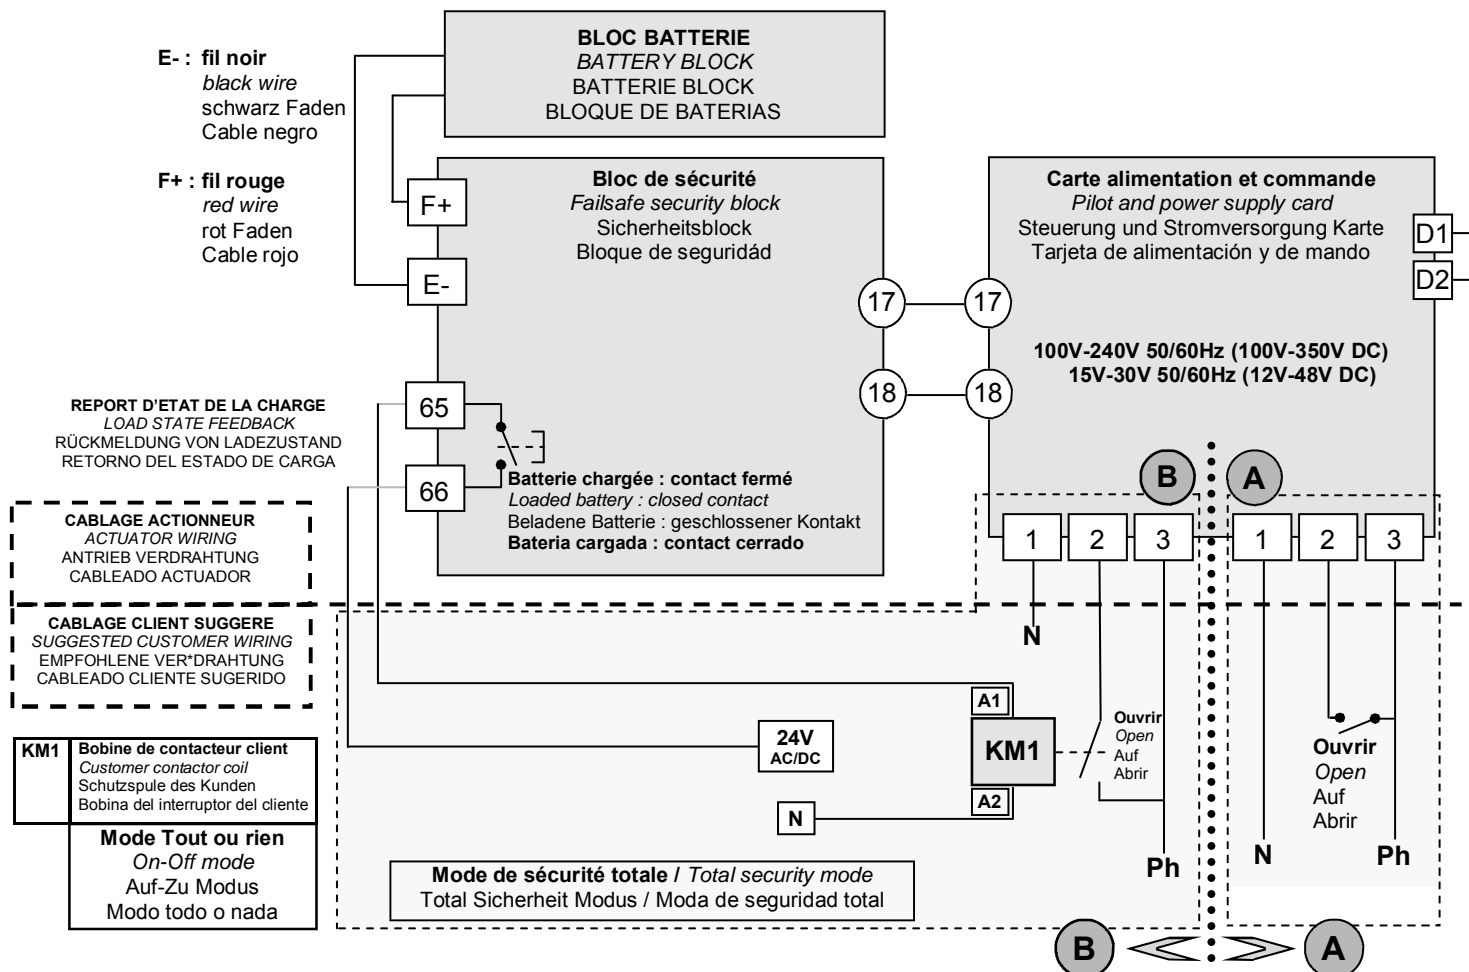 BLOC BATTERIE
BATTERY BLOCK
BATTERIE BLOCK
BLOQUE DE BATERIAS
E- : fil noir
black wire
schwarz Faden
Cable negro
F+ : fil rouge
red wire
rot Faden
Cable rojo
F+
E-
Bloc de sécurité
Failsafe security block
Sicherheitsblock
Bloque de seguridád
17
18
17
18
Carte alimentation et commande
Pilot and power supply card
Steuerung und Stromversorgung Karte
Tarjeta de alimentación y de mando
D1
D2
100V-240V 50/60Hz (100V-350V DC)
15V-30V 50/60Hz (12V-48V DC)
REPORT D'ETAT DE LA CHARGE
LOAD STATE FEEDBACK
RÜCKMELDUNG VON LADEZUSTAND
RETORNO DEL ESTADO DE CARGA
65
66
Batterie chargée : contact fermé
Loaded battery : closed contact
Beladene Batterie : geschlossener Kontakt
Bateria cargada : contact cerrado
B
A
1
2
3
1
2
3
CABLAGE ACTIONNEUR
ACTUATOR WIRING
ANTRIEB VERDRAHTUNG
CABLEADO ACTUADOR
CABLAGE CLIENT SUGGERE
SUGGESTED CUSTOMER WIRING
EMPFOHLENE VER*DRAHTUNG
CABLEADO CLIENTE SUGERIDO
N
A1
KM1
A2
24V
AC/DC
N
Ouvrir
Open
Auf
Abrir
Ph
Ouvrir
Open
Auf
Abrir
N
Ph
KM1
Bobine de contacteur client
Customer contactor coil
Schutzspule des Kunden
Bobina del interruptor del cliente
Mode Tout ou rien
On-Off mode
Auf-Zu Modus
Modo todo o nada
Mode de sécurité totale / Total security mode
Total Sicherheit Modus / Moda de seguridad total
B
A